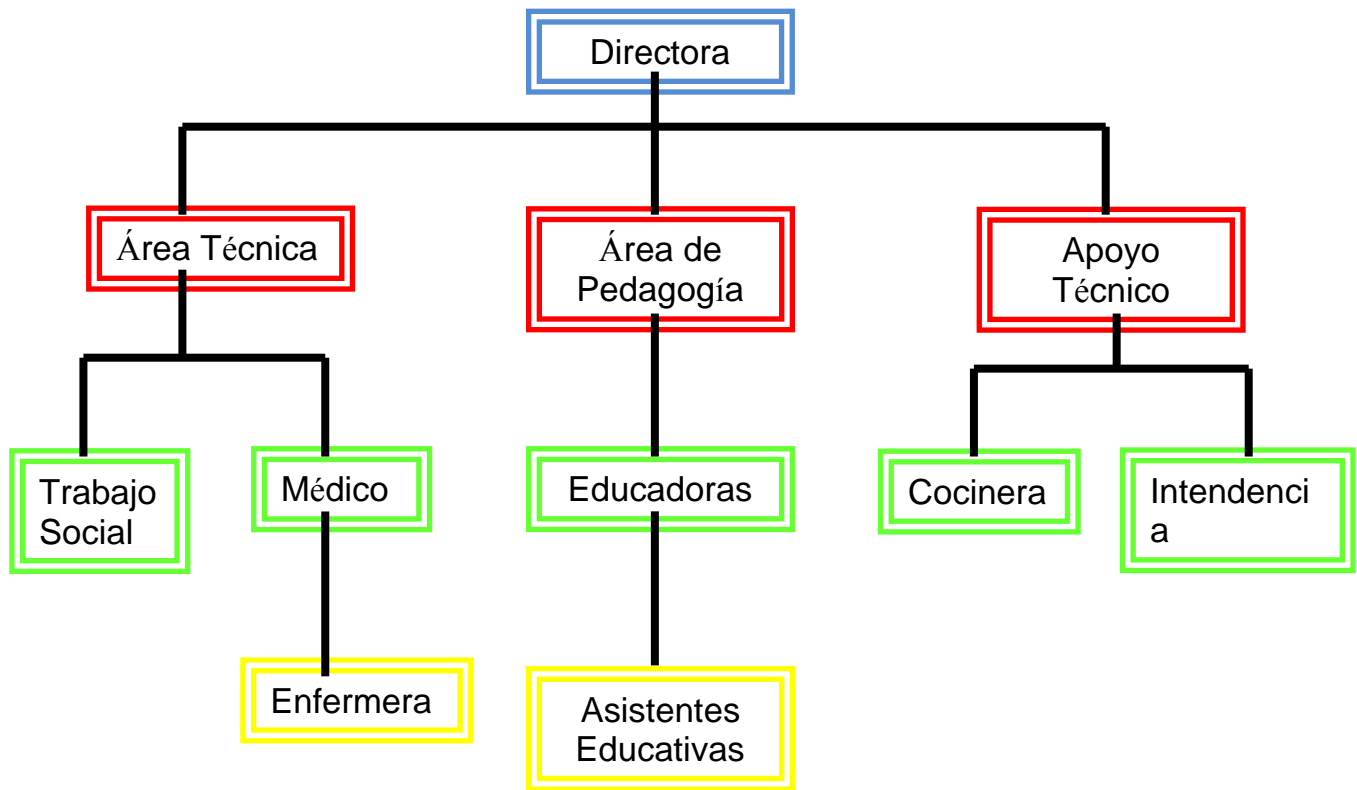 Directora
Área Técnica
Área de
Pedagogía
Apoyo
Técnico
Trabajo
Social
Médico
Educadoras
Cocinera
Intendenci
a
Enfermera
Asistentes
Educativas